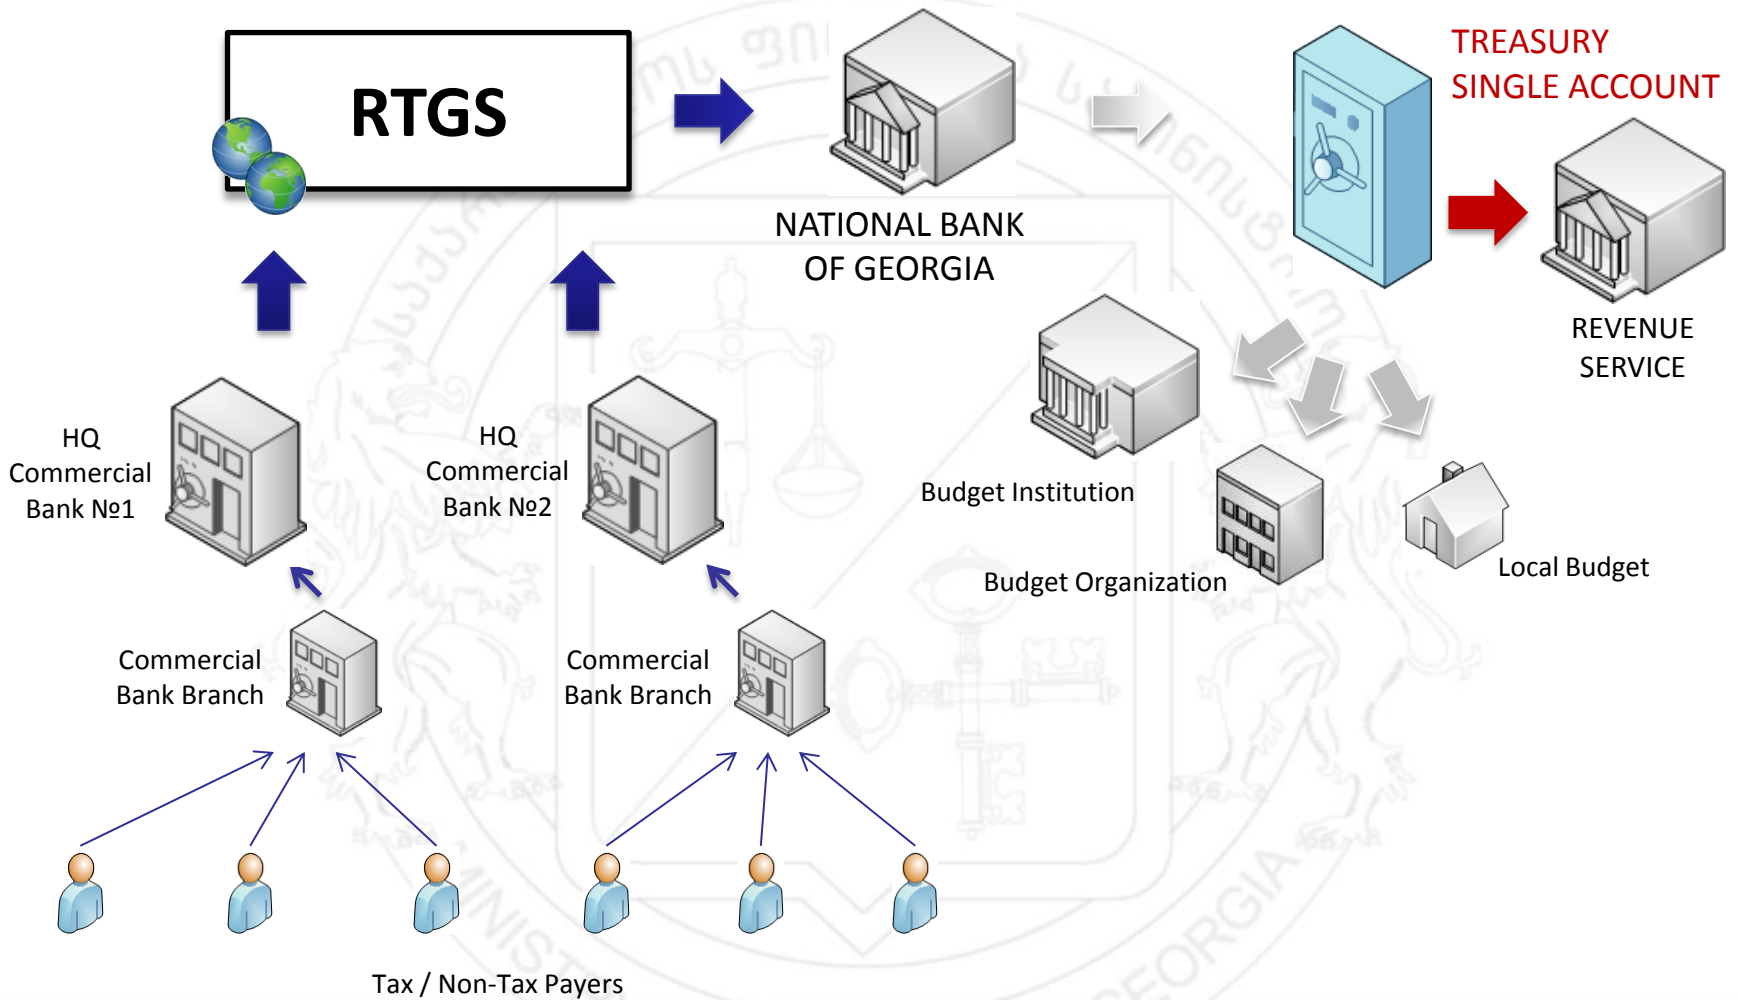 RTGS
TREASURY
SINGLE ACCOUNT
NATIONAL BANK
OF GEORGIA
REVENUE
SERVICE
HQ
Commercial
Bank №1
HQ
Commercial
Bank №2
Budget Institution
Budget Organization
Local Budget
Commercial
Bank Branch
Commercial
Bank Branch
Tax / Non-Tax Payers
GEORGIA